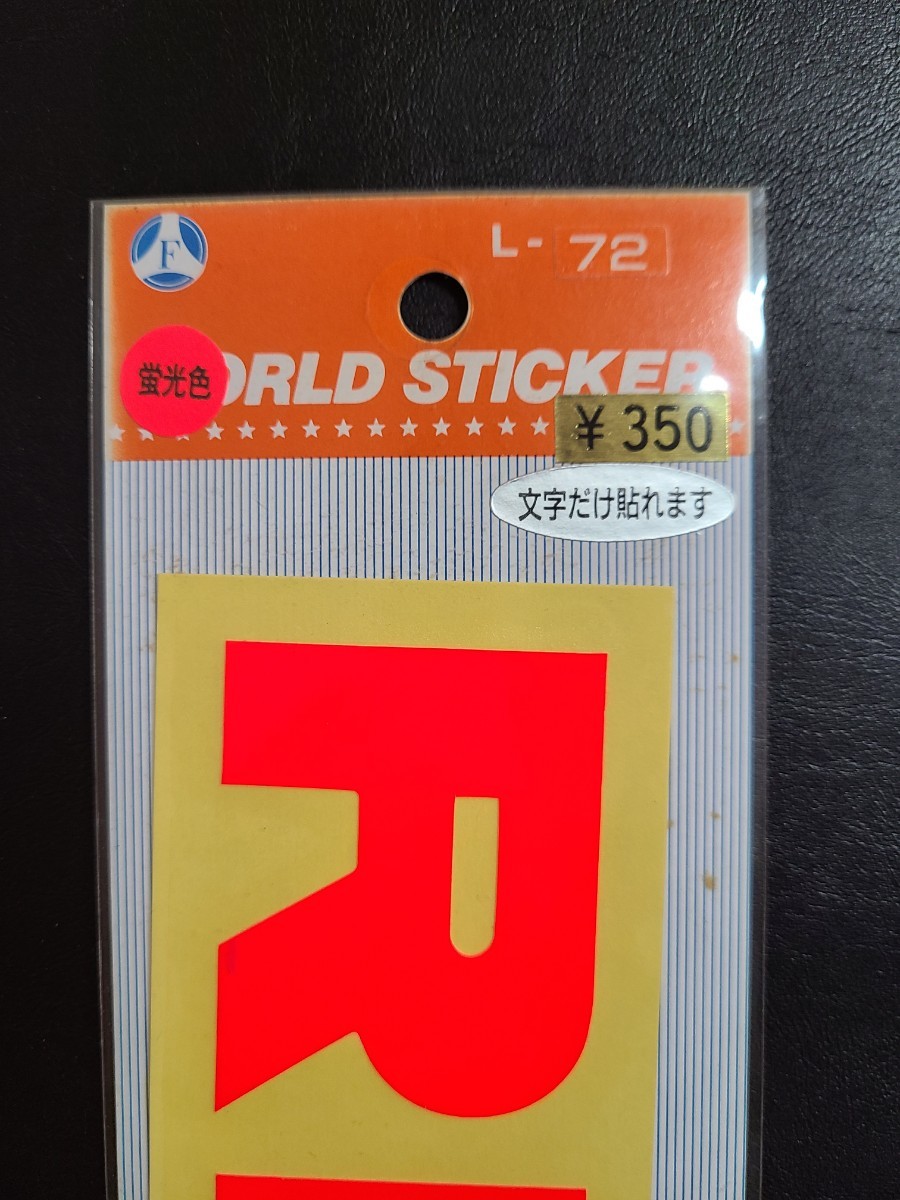 F
L- 72
蛍光色
ORLD STICKER
¥350
文字だけ貼れます
R